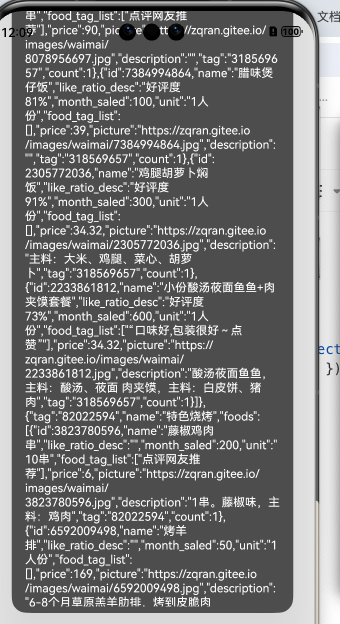 串","food_tag_list":["点评网友推
荐"],"price":90,"picture":"https://zqran.gitee.io/
12:09
100
images/waimai/
8078956697.jpg","description":"","tag":"3185696
57","count":1},{"id":7384994864,"name":"腊味煲
仔饭","like_ratio_desc":"好评度
81%","month_saled":100,"unit":"1人
份","food_tag_list":
[],"price":39,"picture":"https://zqran.gitee.io
/images/waimai/7384994864.jpg","description":
"","tag":"318569657","count":1},{"id":
2305772036,"name":"鸡腿胡萝卜焖
饭","like_ratio_desc":"好评度
91%","month_saled":300,"unit":"1人
份","food_tag_list":
[],"price":34.32,"picture":"https://zqran.gitee.io
/images/waimai/2305772036.jpg","description":
"主料：大米、鸡腿、菜心、胡萝
卜","tag":"318569657","count":1},
{"id":2233861812,"name":"小份酸汤莜面鱼鱼+肉
夹馍套餐","like_ratio_desc":"好评度
73%","month_saled":600,"unit":"1人
份","food_tag_list":["“口味好,包装很好～点
赞”"],"price":34.32,"picture":"https://
zqran.gitee.io/images/waimai/
2233861812.jpg","description":"酸汤莜面鱼鱼,
主料：酸汤、莜面 肉夹馍，主料：白皮饼、猪
肉","tag":"318569657","count":1}]},
{"tag":"82022594","name":"特色烧烤","foods":
[{"id":3823780596,"name":"藤椒鸡肉
串","like_ratio_desc":"","month_saled":200,"unit":"
10串","food_tag_list":["点评网友推
荐"],"price":6,"picture":"https://zqran.gitee.io/
images/waimai/
3823780596.jpg","description":"1串。藤椒味，主
料：鸡肉","tag":"82022594","count":1},
{"id":6592009498,"name":"烤羊
排","like_ratio_desc":"","month_saled":50,"unit":"1
人份","food_tag_list":
[],"price":169,"picture":"https://zqran.gitee.io/
images/waimai/6592009498.jpg","description":
"6-8个月草原羔羊肋排，烤到皮脆肉
文档
ect
})